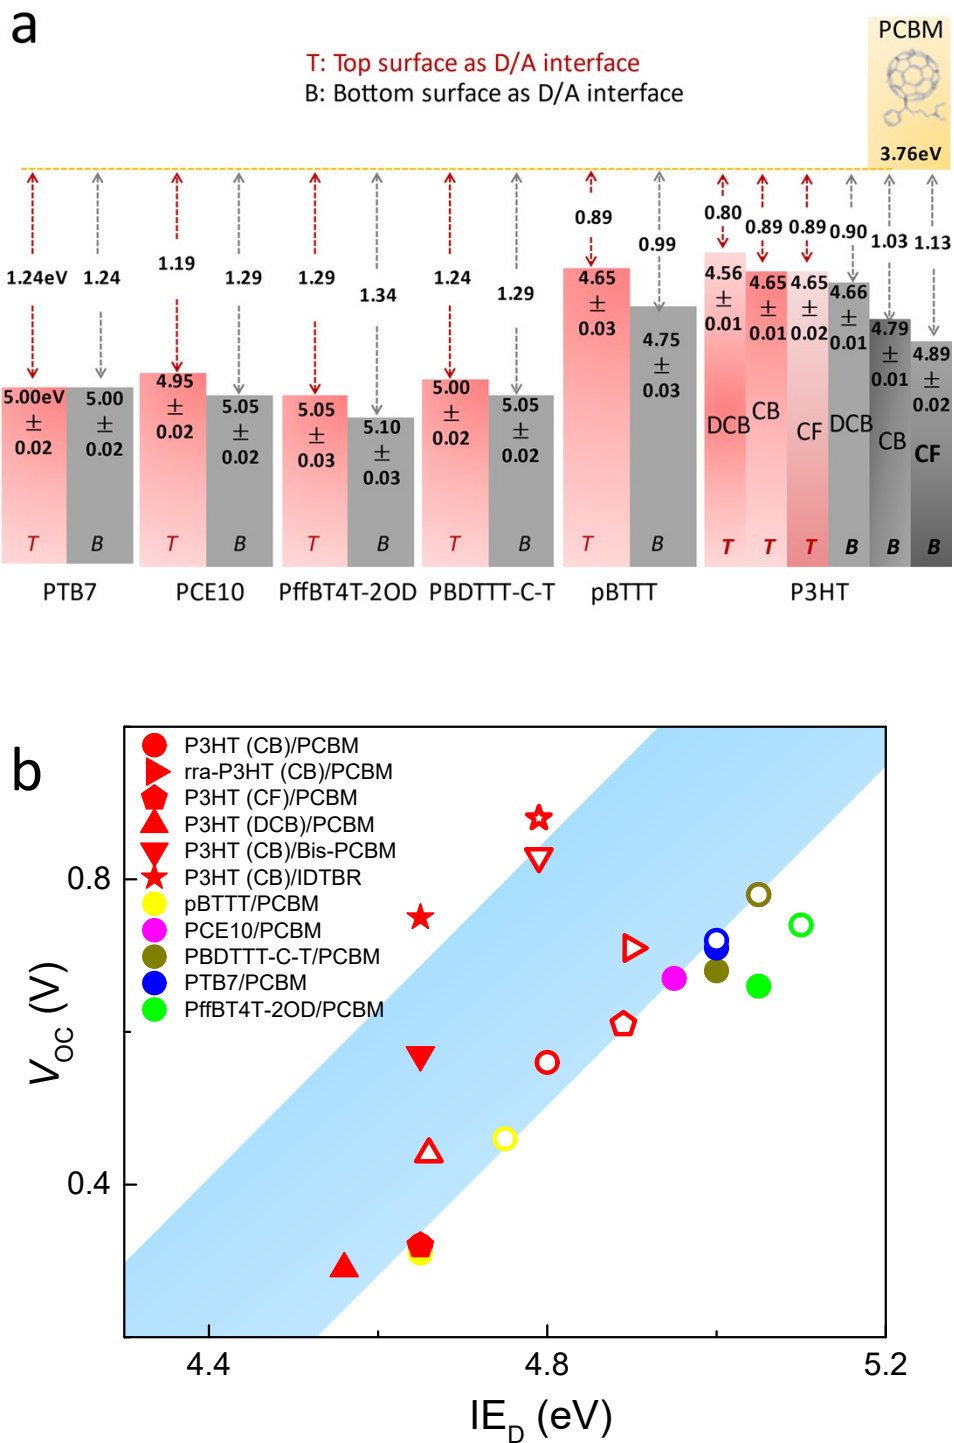 a
PCBM
T: Top surface as D/A interface
B: Bottom surface as D/A interface
3.76eV
1.24eV 1.24 1.19 1.29 1.29 1.34 1.24 1.29 0.89 0.99 0.80 0.89 0.89 0.90 1.03 1.13
5.00eV
±
0.02
5.00
±
0.02
4.95
±
0.02
5.05
±
0.02
5.05
±
0.03
5.10
±
0.03
5.00
±
0.02
5.05
±
0.02
4.65
±
0.03
4.75
±
0.03
4.56
±
0.01
4.65
±
0.01
4.65
±
0.02
4.66
±
0.01
4.79
±
0.01
4.89
±
0.02
DCB CB CF DCB CB CF
T B T B T B T B T B T T T B B B
PTB7 PCE10 PffBT4T-2OD PBDTTT-C-T pBTTT P3HT
b
P3HT (CB)/PCBM
rra-P3HT (CB)/PCBM
P3HT (CF)/PCBM
P3HT (DCB)/PCBM
P3HT (CB)/Bis-PCBM
P3HT (CB)/IDTBR
pBTTT/PCBM
PCE10/PCBM
PBDTTT-C-T/PCBM
PTB7/PCBM
PffBT4T-2OD/PCBM
0.8
0.4
VOC (V)
4.4 4.8 5.2
IED (eV)